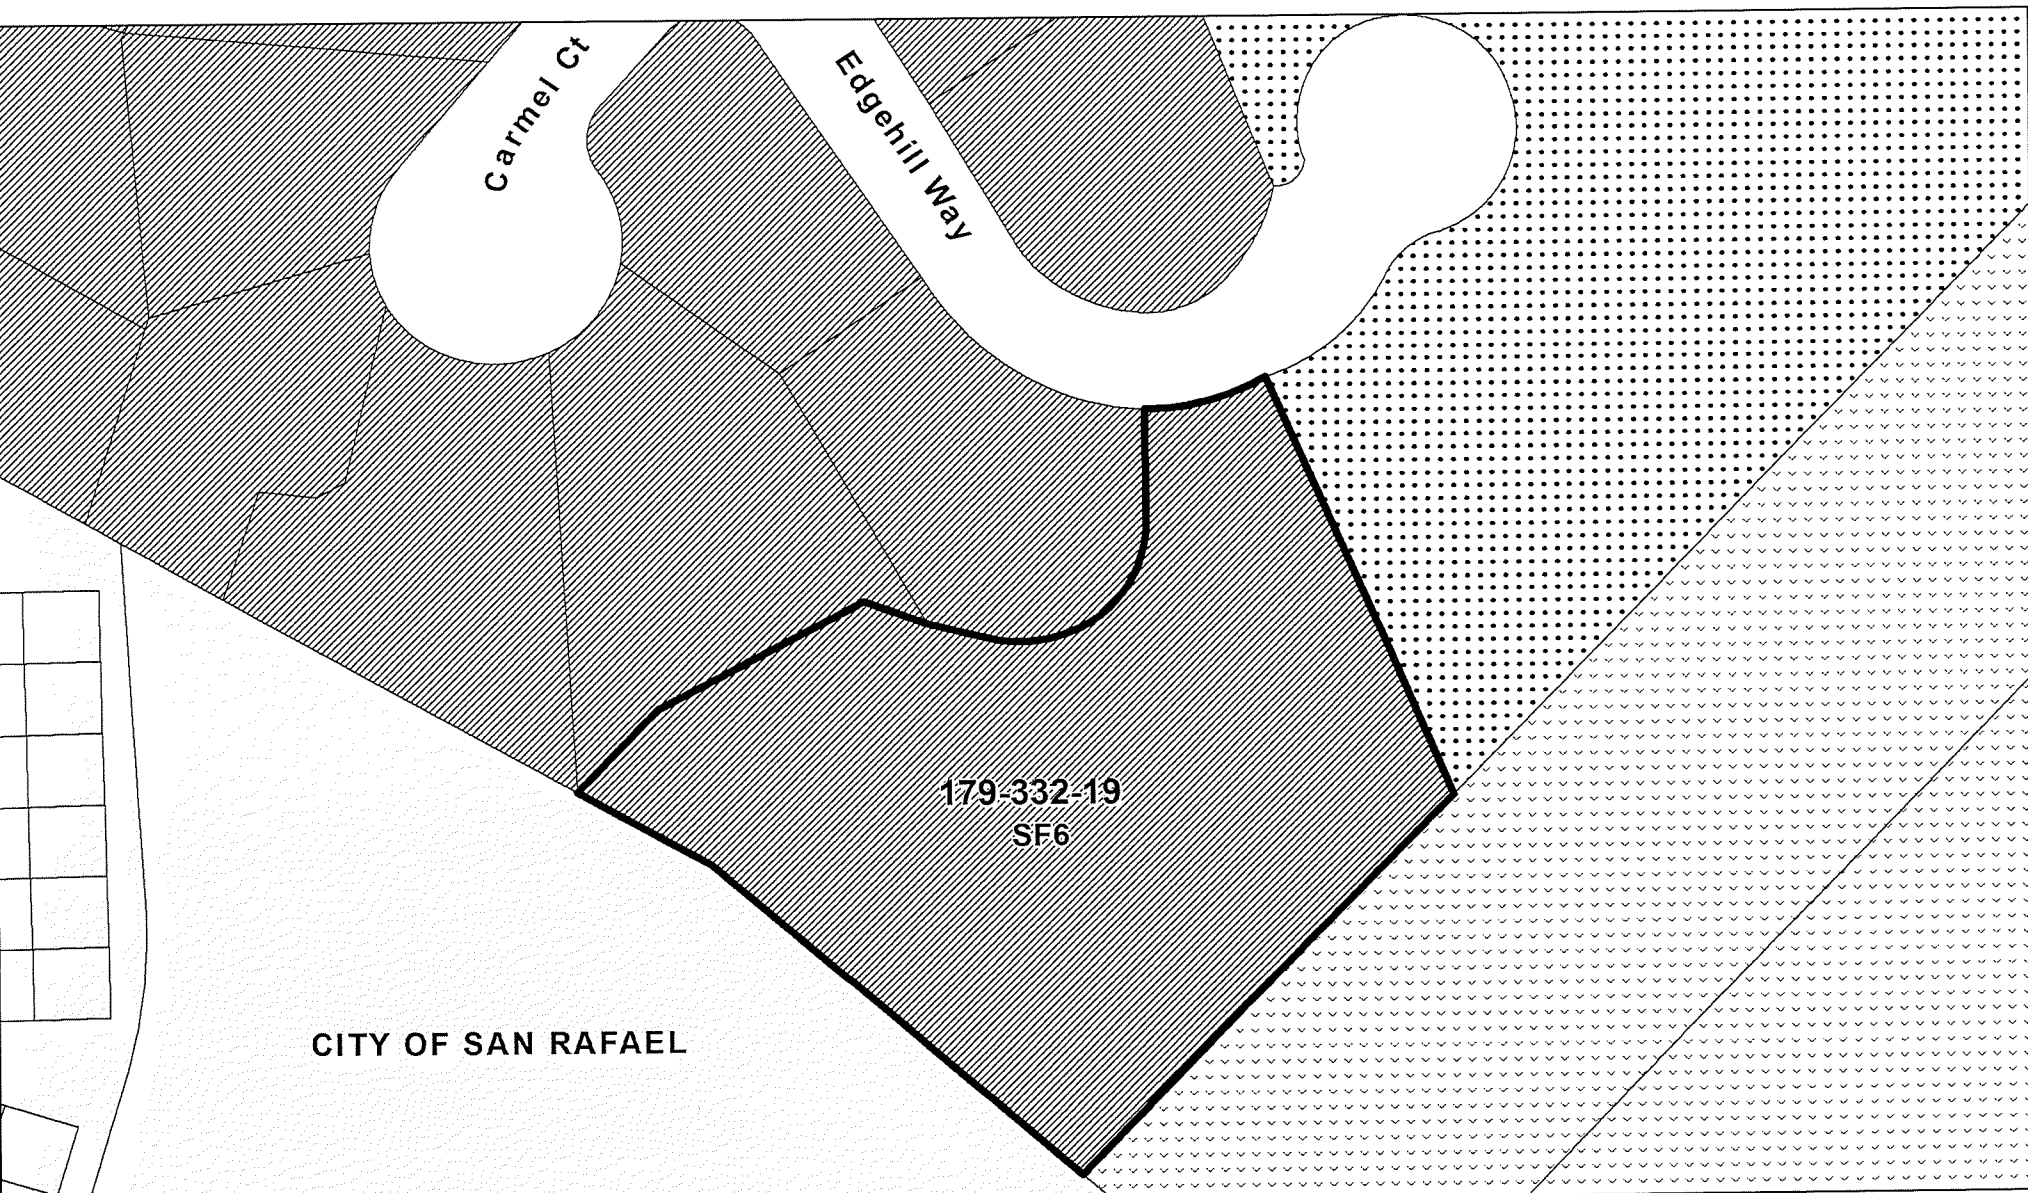 Carmel Ct
Edgehill Way
179-332-19
SF6
CITY OF SAN RAFAEL